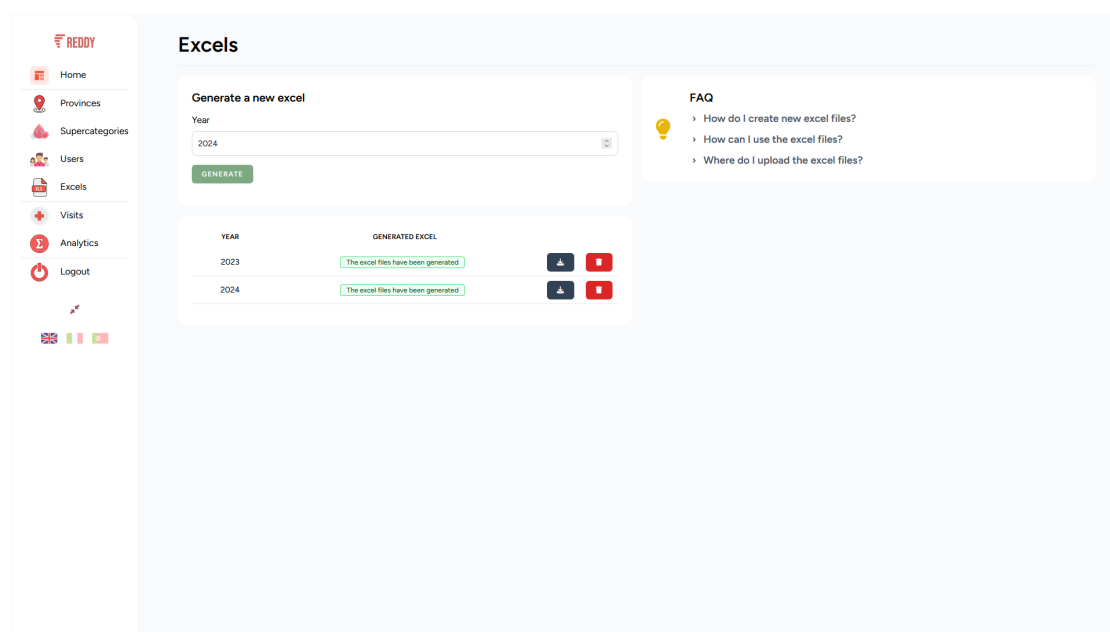 REDDY
Home
Provinces
Supercategories
Users
Excels
Visits
Analytics
Logout
Excels
Generate a new excel
Year
2024
GENERATE
YEAR GENERATED EXCEL
2023 The excel files have been generated
2024 The excel files have been generated
FAQ
› How do I create new excel files?
› How can I use the excel files?
› Where do I upload the excel files?